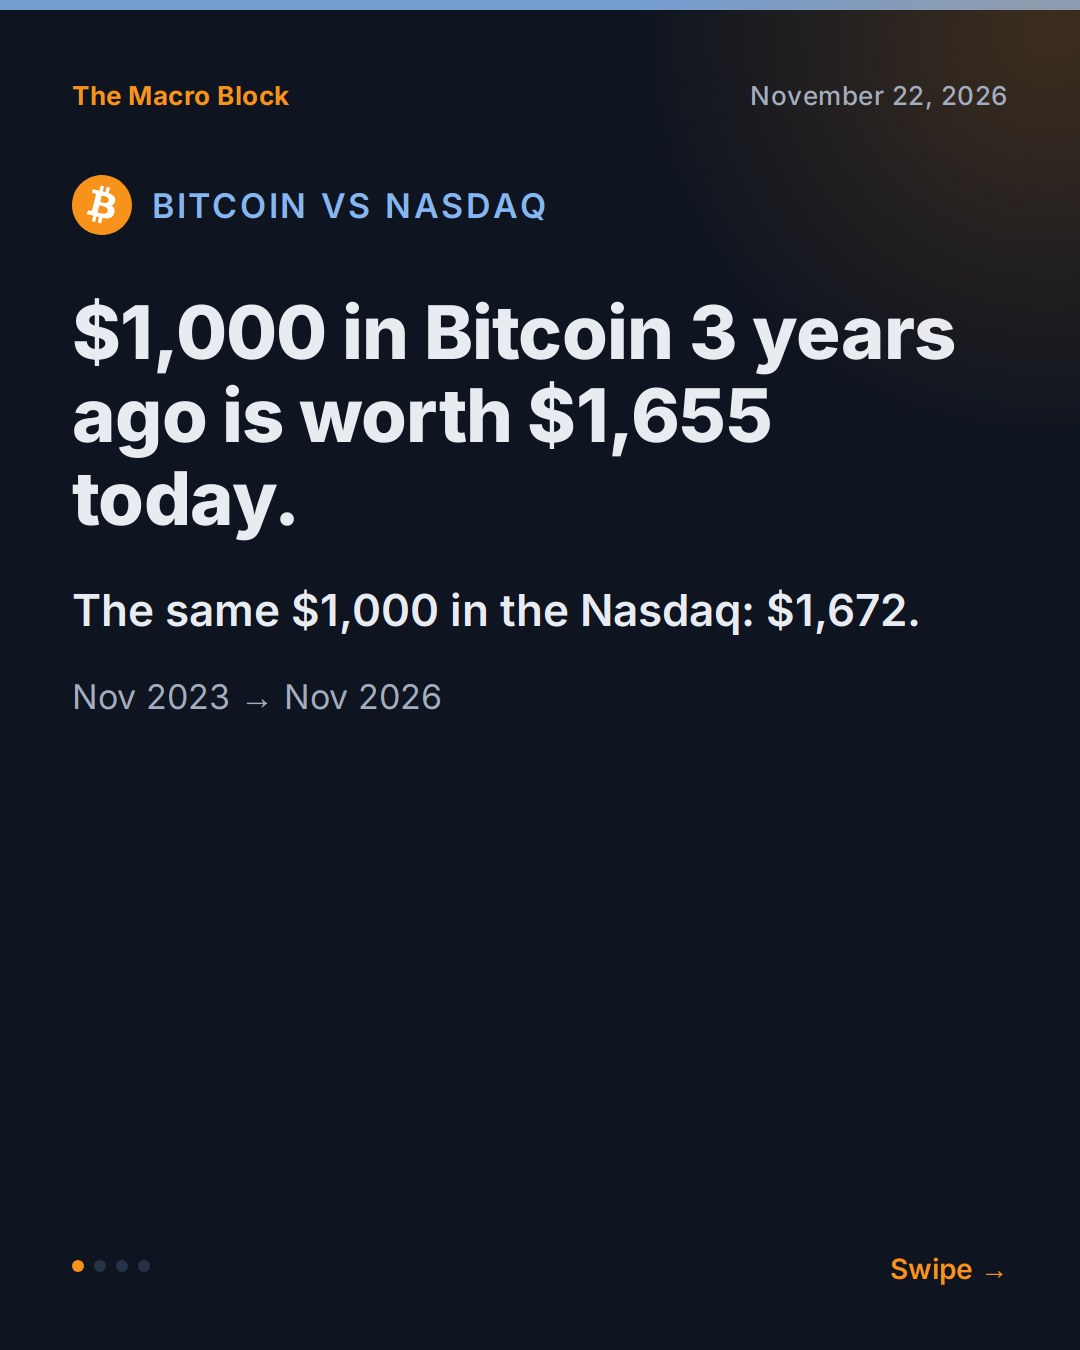 The Macro Block
November 22, 2026
BITCOIN VS NASDAQ
$1,000 in Bitcoin 3 years
ago is worth $1,655
today.
The same $1,000 in the Nasdaq: $1,672.
Nov 2023 → Nov 2026
Swipe →